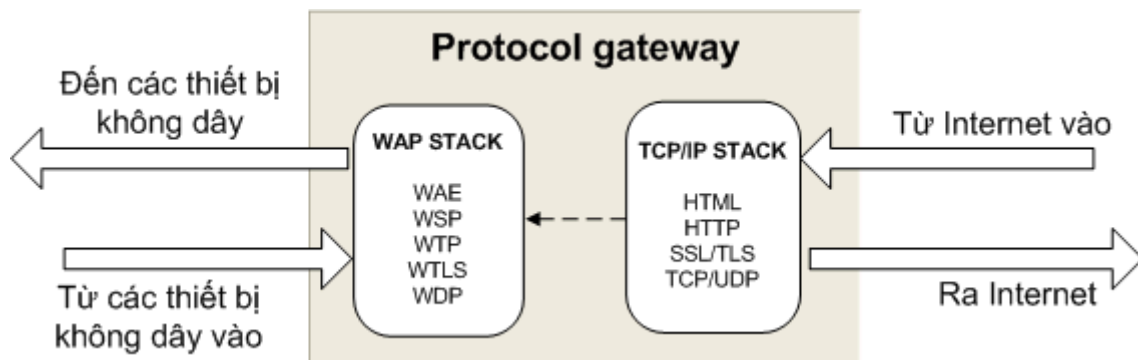 Protocol gateway
Đến các thiết bị
không dây
WAP STACK
WAE
WSP
WTP
WTLS
WDP
Từ các thiết bị
không dây vào
TCP/IP STACK
HTML
HTTP
SSL/TLS
TCP/UDP
Từ Internet vào
Ra Internet